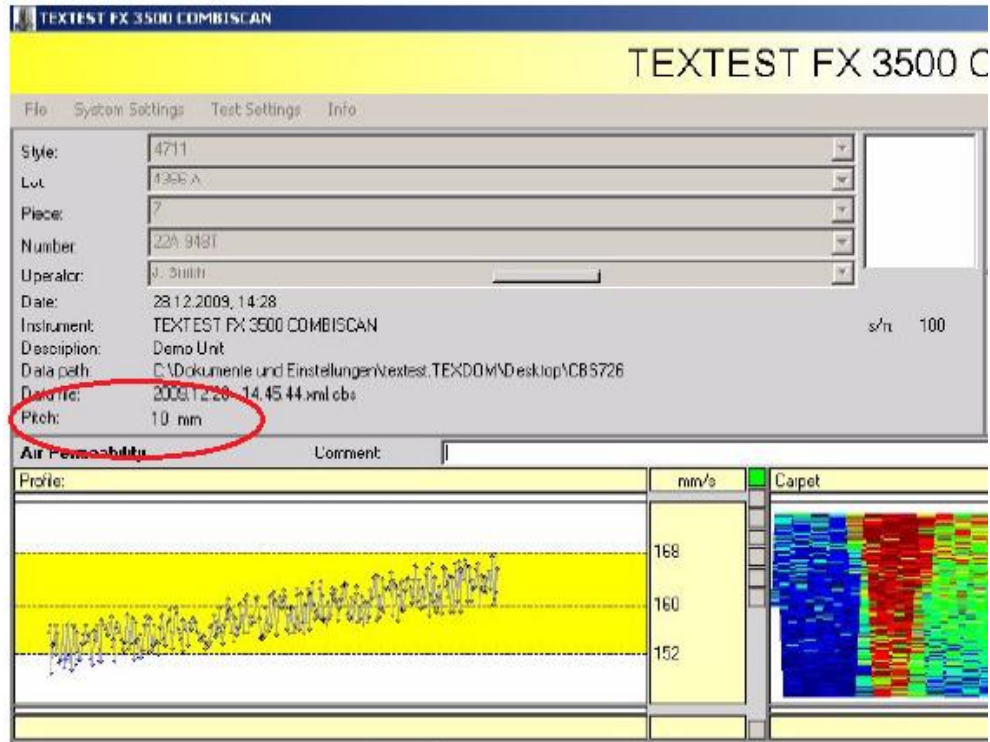 TEXTEST FX 3500 COMBISCAN
TEXTEST FX 3500 C
File System Settings Test Settings Info
Style: 4711
Lot 4366 A
Piece: 7
Number 22A 948T
Operator: J. Smith
Date: 28.12.2009, 14:28
Instrument: TEXTEST FX 3500 COMBISCAN s/n 100
Description: Demo Unit
Data path: C:\Dokumente und Einstellungen\textest.TEXDOM\Desktop\CBS726
Data file: 2009.12.28 - 14.45.44.xml.cbs
Pitch: 10 mm
Air Permeability Comment:
Profile: mm/s Carpet
168
160
152